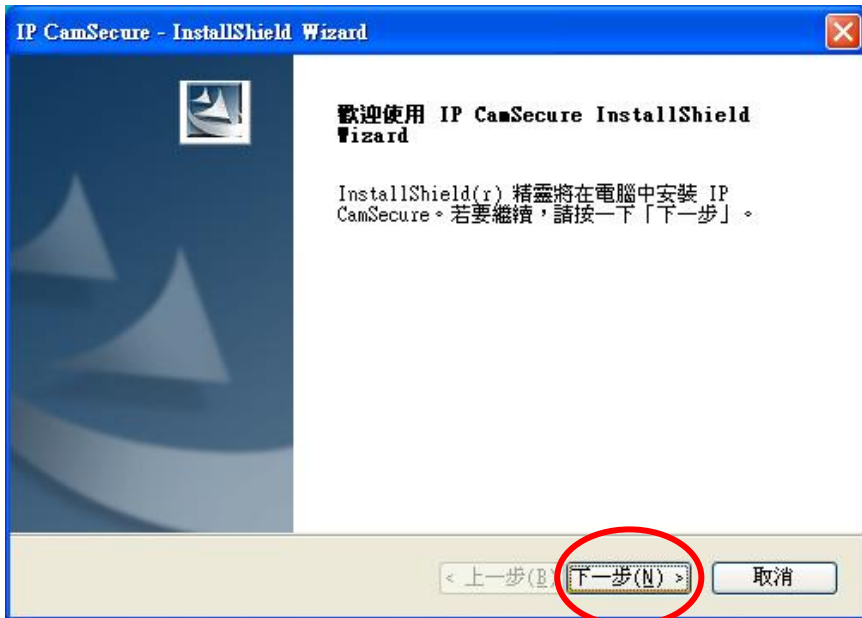 IP CamSecure - InstallShield Wizard
歡迎使用 IP CamSecure InstallShield
Wizard
InstallShield(r) 精靈將在電腦中安裝 IP
CamSecure。若要繼續，請按一下「下一步」。
< 上一步(B)
下一步(N) >
取消